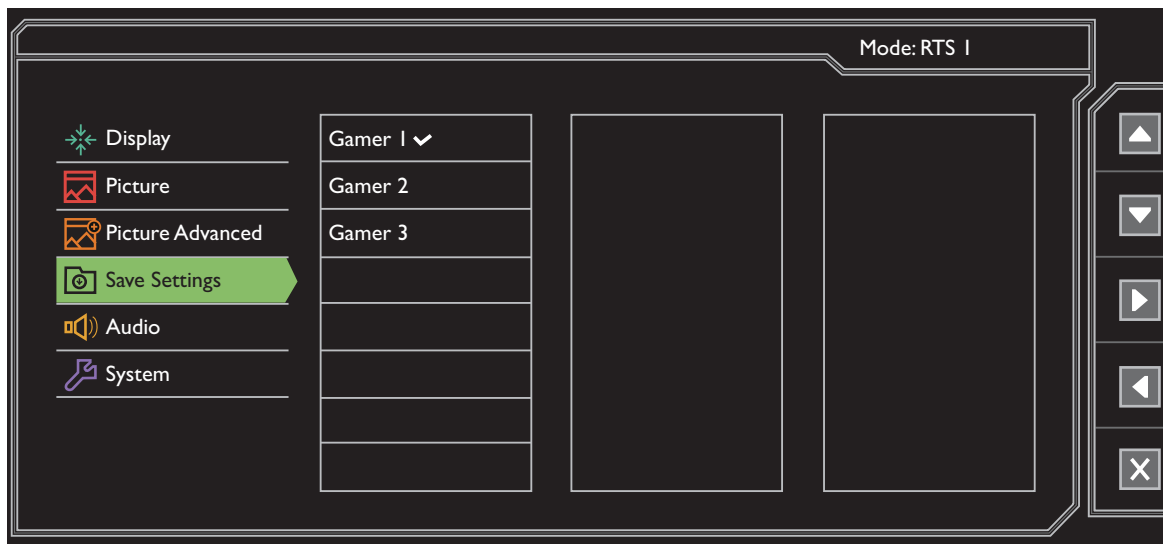 Mode: RTS 1
Display
Picture
Picture Advanced
Save Settings
Audio
System
Gamer 1
Gamer 2
Gamer 3